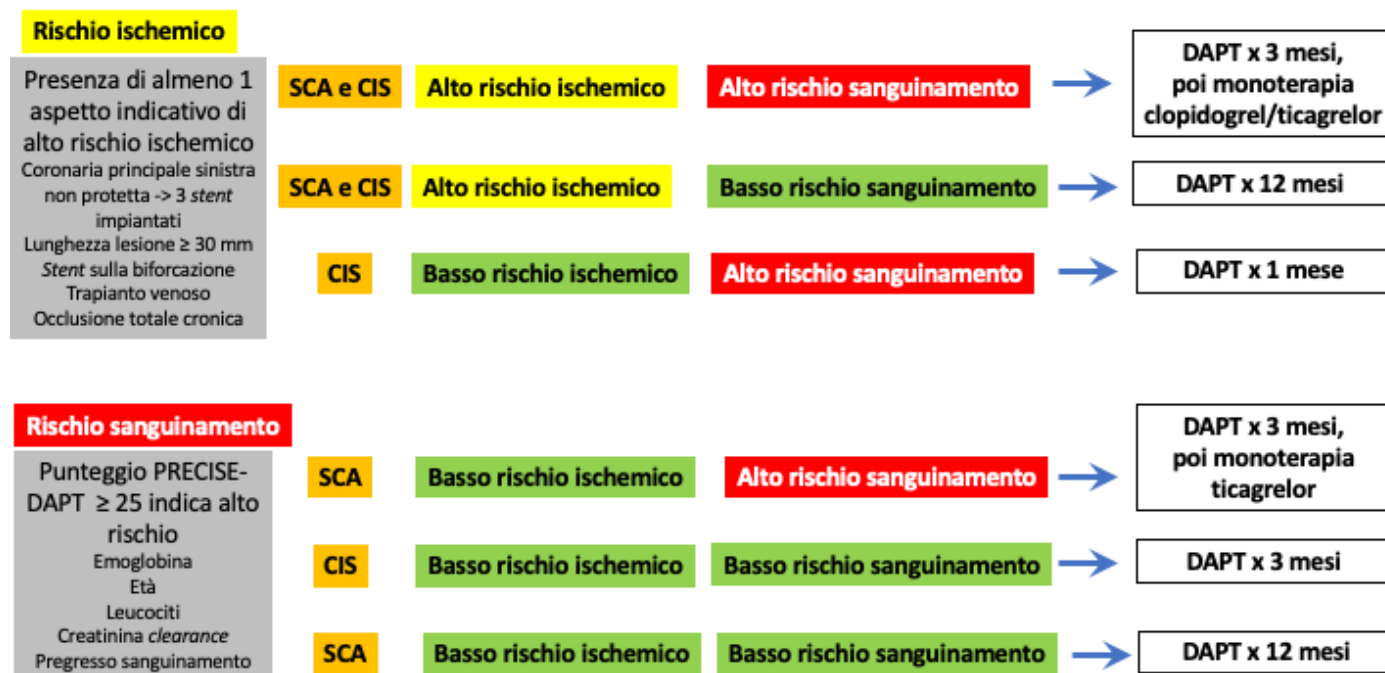 Rischio ischemico
Presenza di almeno 1
aspetto indicativo di
alto rischio ischemico
Coronaria principale sinistra
non protetta -> 3 stent
impiantati
Lunghezza lesione ≥ 30 mm
Stent sulla biforcazione
Trapianto venoso
Occlusione totale cronica
SCA e CIS
Alto rischio ischemico
Alto rischio sanguinamento
DAPT x 3 mesi,
poi monoterapia
clopidogrel/ticagrelor
SCA e CIS
Alto rischio ischemico
Basso rischio sanguinamento
DAPT x 12 mesi
CIS
Basso rischio ischemico
Alto rischio sanguinamento
DAPT x 1 mese
Rischio sanguinamento
Punteggio PRECISE-
DAPT ≥ 25 indica alto
rischio
Emoglobina
Età
Leucociti
Creatinina clearance
Pregresso sanguinamento
SCA
Basso rischio ischemico
Alto rischio sanguinamento
DAPT x 3 mesi,
poi monoterapia
ticagrelor
CIS
Basso rischio ischemico
Basso rischio sanguinamento
DAPT x 3 mesi
SCA
Basso rischio ischemico
Basso rischio sanguinamento
DAPT x 12 mesi